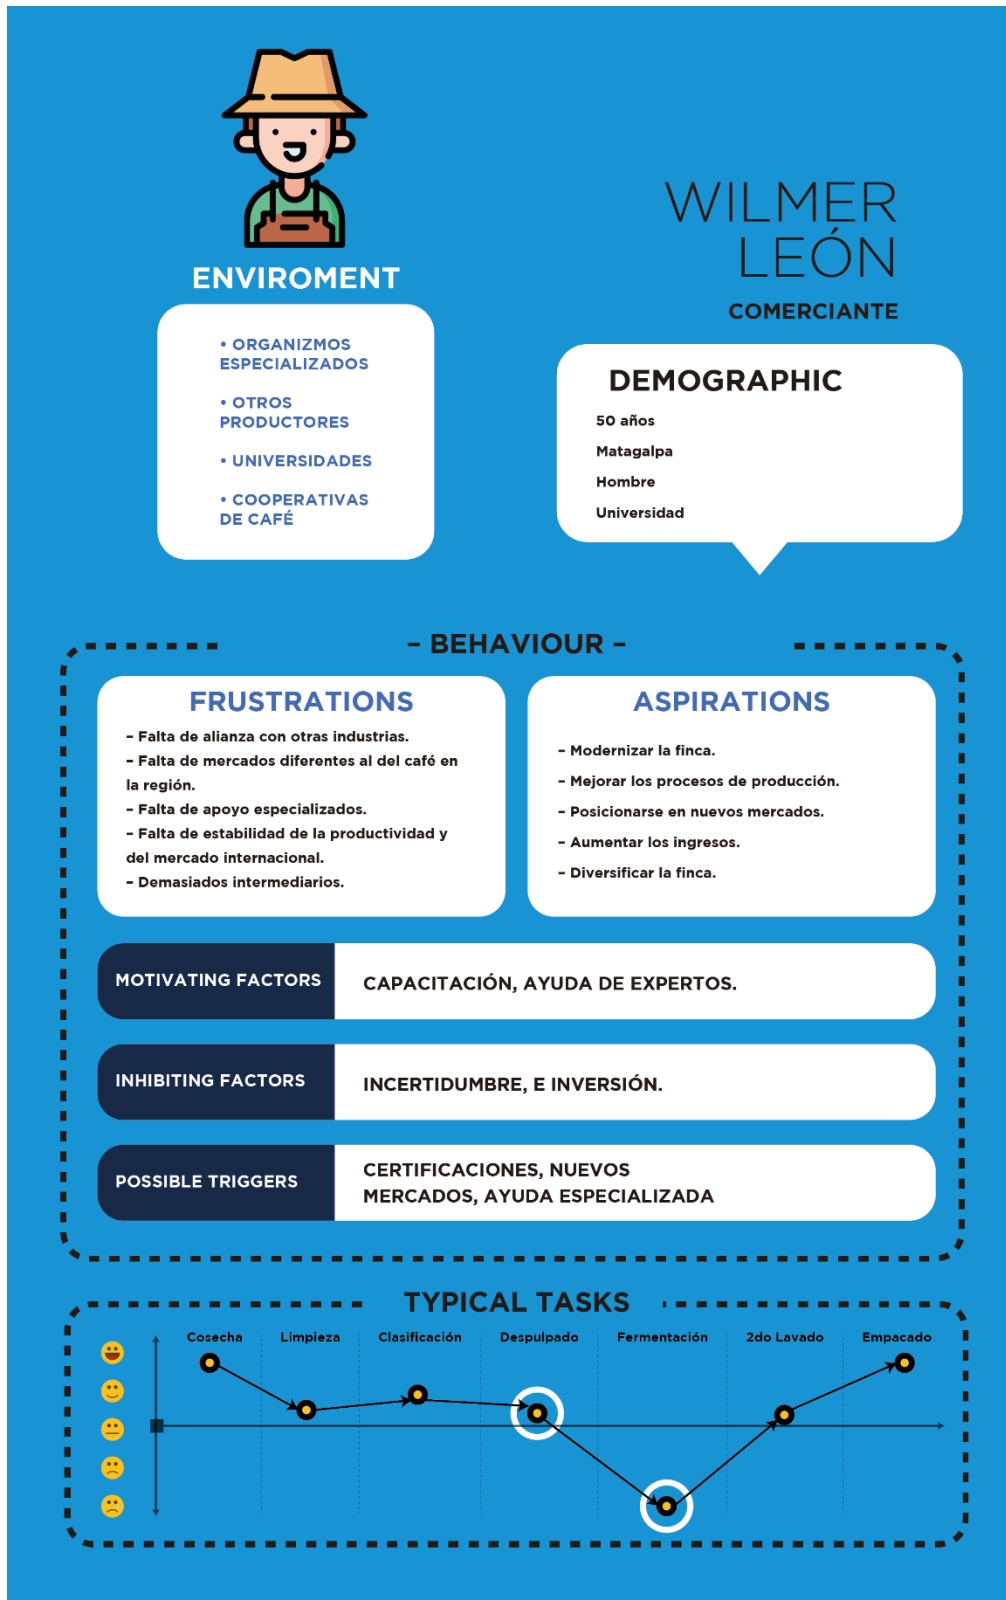 WILMER
LEÓN
COMERCIANTE
ENVIROMENT
• ORGANIZMOS
ESPECIALIZADOS
• OTROS
PRODUCTORES
• UNIVERSIDADES
• COOPERATIVAS
DE CAFÉ
DEMOGRAPHIC
50 años
Matagalpa
Hombre
Universidad
– BEHAVIOUR –
FRUSTRATIONS
– Falta de alianza con otras industrias.
– Falta de mercados diferentes al del café en
la región.
– Falta de apoyo especializados.
– Falta de estabilidad de la productividad y
del mercado internacional.
– Demasiados intermediarios.
ASPIRATIONS
– Modernizar la finca.
– Mejorar los procesos de producción.
– Posicionarse en nuevos mercados.
– Aumentar los ingresos.
– Diversificar la finca.
MOTIVATING FACTORS
CAPACITACIÓN, AYUDA DE EXPERTOS.
INHIBITING FACTORS
INCERTIDUMBRE, E INVERSIÓN.
POSSIBLE TRIGGERS
CERTIFICACIONES, NUEVOS
MERCADOS, AYUDA ESPECIALIZADA
TYPICAL TASKS
Cosecha
Limpieza
Clasificación
Despulpado
Fermentación
2do Lavado
Empacado